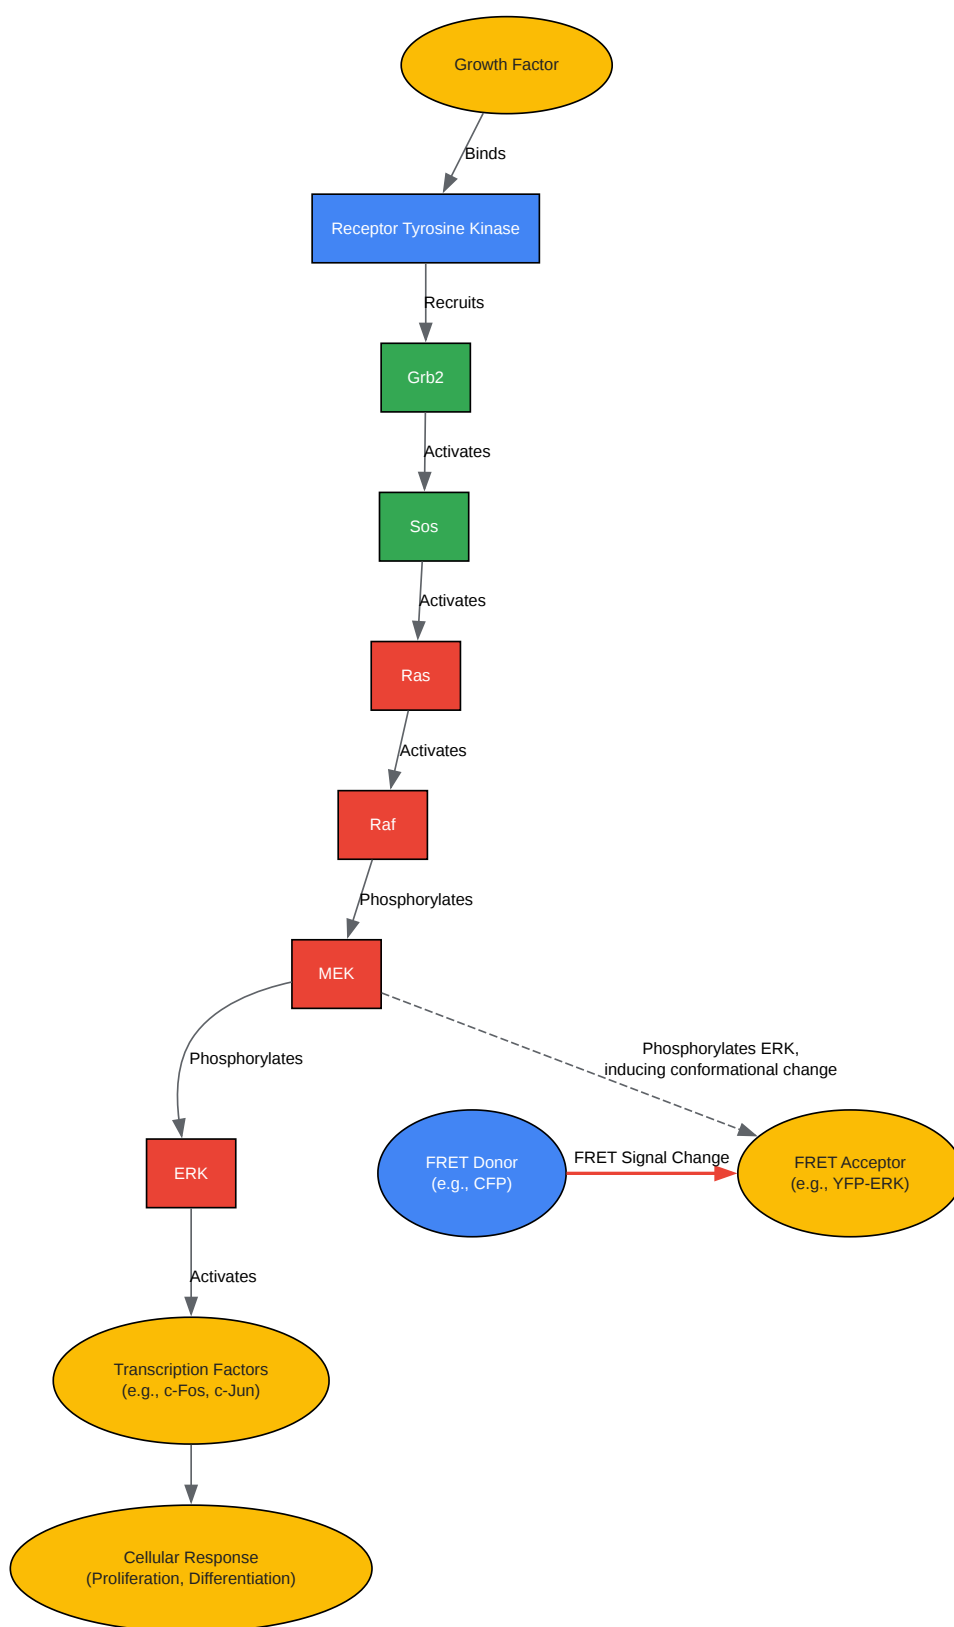 Growth Factor
Binds
Receptor Tyrosine Kinase
Recruits
Grb2
Activates
Sos
Activates
Ras
Activates
Raf
Phosphorylates
MEK
Phosphorylates ERK,
inducing conformational change
Phosphorylates
ERK
FRET Donor
(e.g., CFP)
FRET Signal Change
FRET Acceptor
(e.g., YFP-ERK)
Activates
Transcription Factors
(e.g., c-Fos, c-Jun)
Cellular Response
(Proliferation, Differentiation)